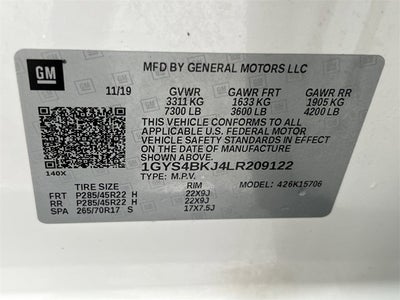 GM
MFD BY GENERAL MOTORS LLC
11/19 GVWR GAWR FRT GAWR RR
3311 KG 1633 KG 1905 KG
7300 LB 3600 LB 4200 LB
THIS VEHICLE CONFORMS TO ALL
APPLICABLE U.S. FEDERAL MOTOR
VEHICLE SAFETY STANDARDS IN
EFFECT ON THE DATE OF
MANUFACTURE SHOWN ABOVE.
1GYS4BKJ4LR209122
140X TYPE: M.P.V. MODEL: 426K15706
TIRE SIZE RIM
FRT P285/45R22 H 22X9J
RR P285/45R22 H 22X9J
SPA 265/70R17 S 17X7.5J